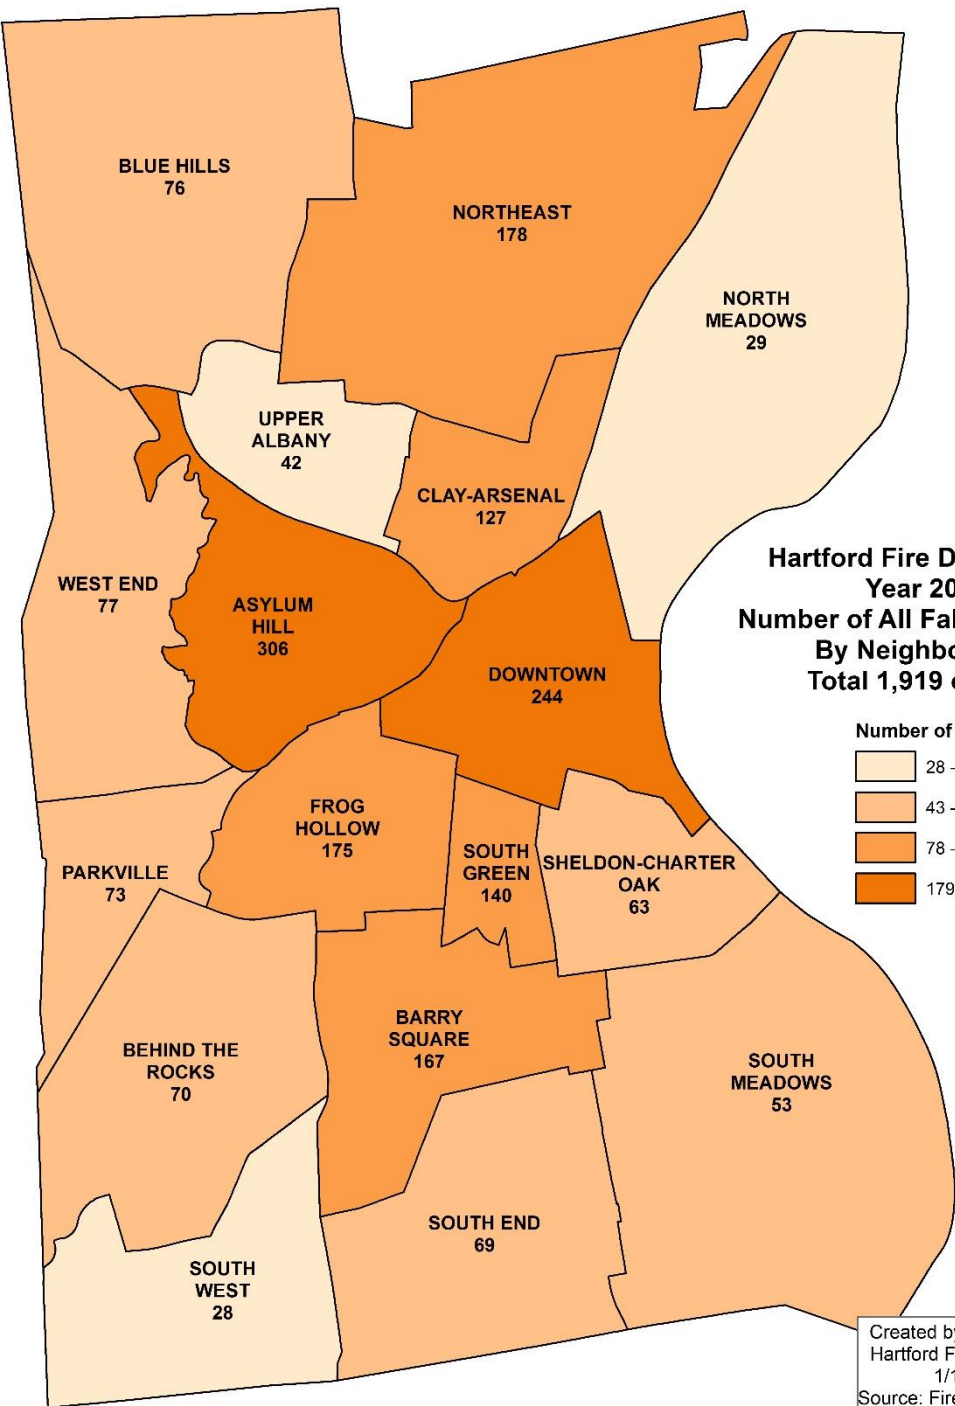 BLUE HILLS
76
NORTHEAST
178
NORTH
MEADOWS
29
UPPER
ALBANY
42
CLAY-ARSENAL
127
WEST END
77
ASYLUM
HILL
306
DOWNTOWN
244
Hartford Fire D
Year 20
Number of All Fal
By Neighbo
Total 1,919
Number of
28 -
43 -
78 -
179
FROG
HOLLOW
175
SOUTH
GREEN
140
SHELDON-CHARTER
OAK
63
PARKVILLE
73
BARRY
SQUARE
167
BEHIND THE
ROCKS
70
SOUTH
MEADOWS
53
SOUTH END
69
SOUTH
WEST
28
Created by
Hartford F
1/1
Source: Fire